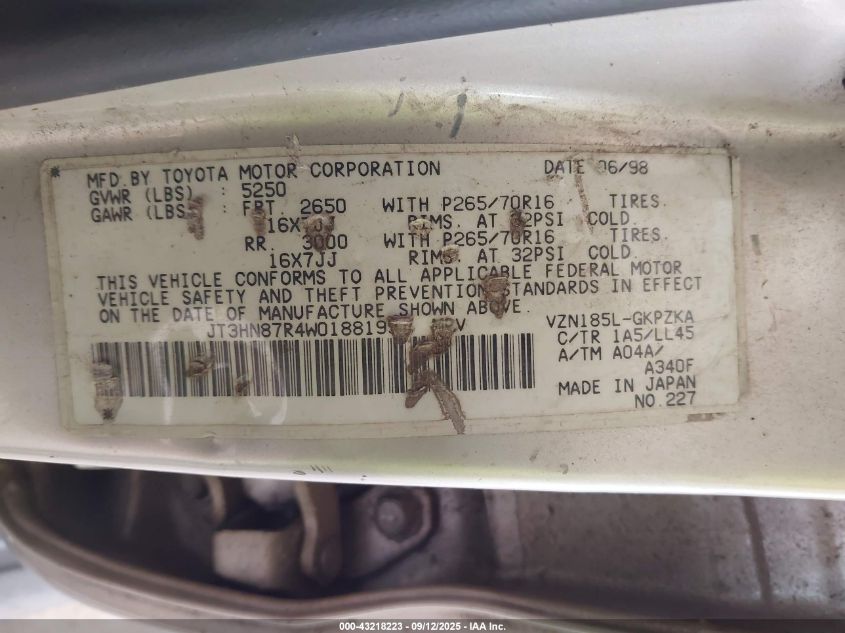 MFD. BY TOYOTA MOTOR CORPORATION DATE 06/98
GVWR (LBS) : 5250
GAWR (LBS) : FRT. 2650 WITH P265/70R16 TIRES.
16X7JJ RIMS. AT 32PSI COLD.
RR. 3000 WITH P265/70R16 TIRES.
16X7JJ RIMS. AT 32PSI COLD.
THIS VEHICLE CONFORMS TO ALL APPLICABLE FEDERAL MOTOR
VEHICLE SAFETY AND THEFT PREVENTION STANDARDS IN EFFECT
ON THE DATE OF MANUFACTURE SHOWN ABOVE.
VZN185L-GKPZKA
C/TR 1A5/LL45
A/TM A04A/
A340F
MADE IN JAPAN
NO.227
000-43218223 - 09/12/2025 - IAA Inc.